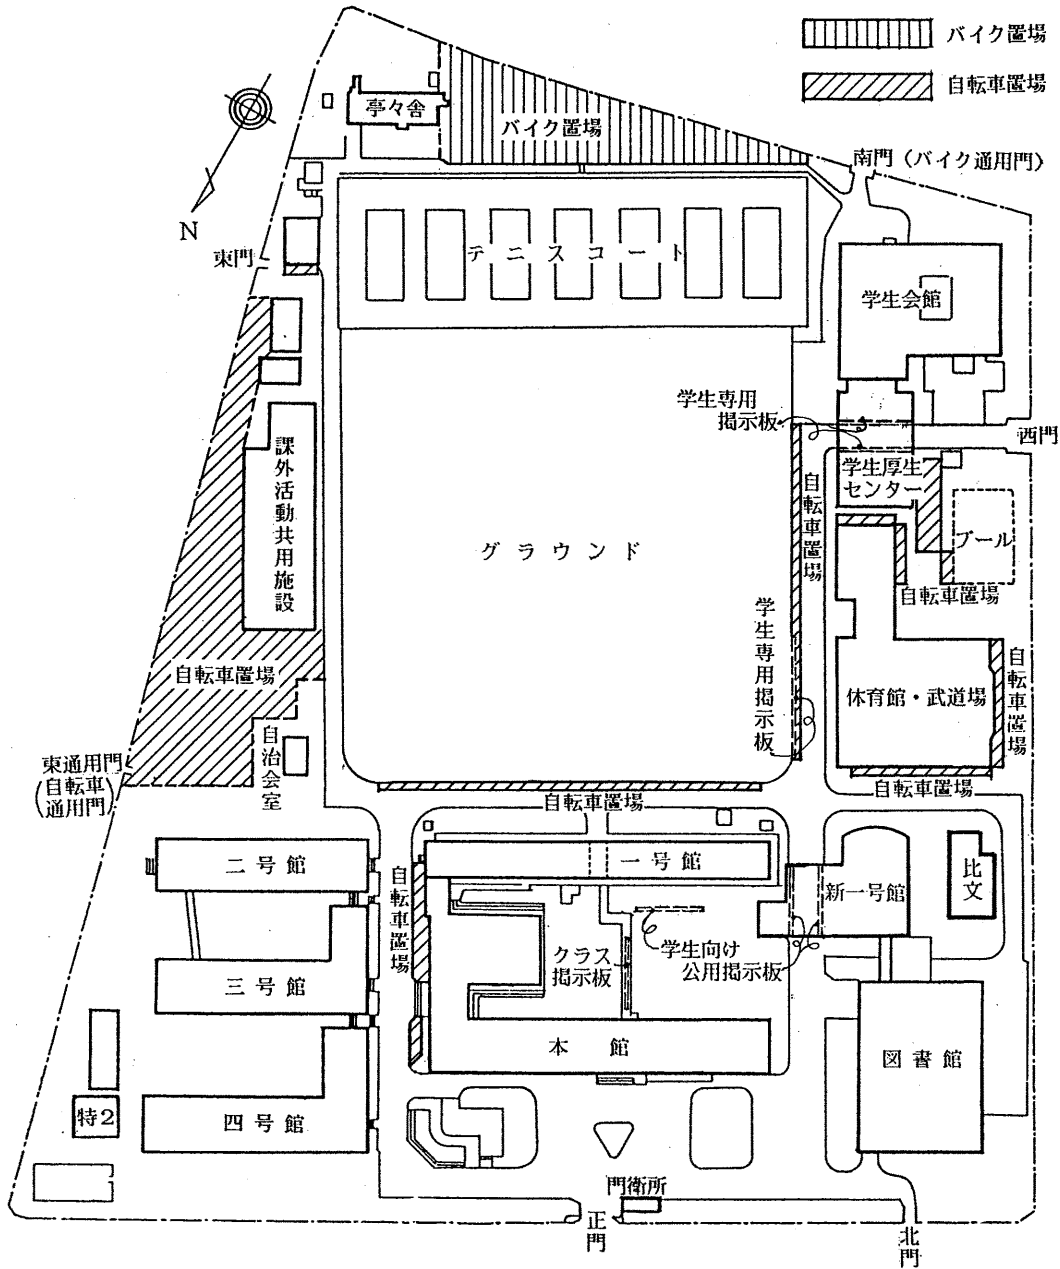 バイク置場
自転車置場
亭々舎
バイク置場
南門（バイク通用門）
N
東門
テニスコート
学生会館
学生専用
掲示板
西門
課外活動共用施設
学生厚生
センター
自転車置場
グラウンド
プール
自転車置場
学生専用掲示板
自転車置場
体育館・武道場
自転車置場
自治会室
東通用門
（自転車
通用門）
自転車置場
自転車置場
二号館
一号館
自転車置場
新一号館
比文
学生向け
公用掲示板
クラス
掲示板
三号館
本館
図書館
特2
四号館
門衛所
正門
北門